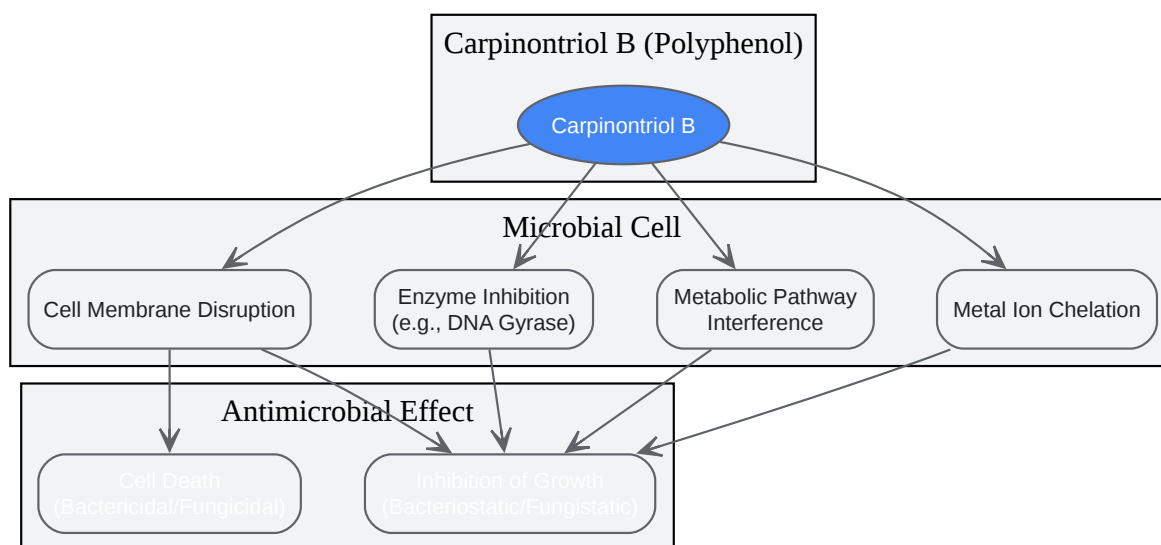 Carpinontriol B (Polyphenol)
Carpinontriol B
Microbial Cell
Cell Membrane Disruption
Enzyme Inhibition
(e.g., DNA Gyrase)
Metabolic Pathway
Interference
Metal Ion Chelation
Antimicrobial Effect
Cell Death
(Bactericidal/Fungicidal)
Inhibition of Growth
(Bacteriostatic/Fungistatic)